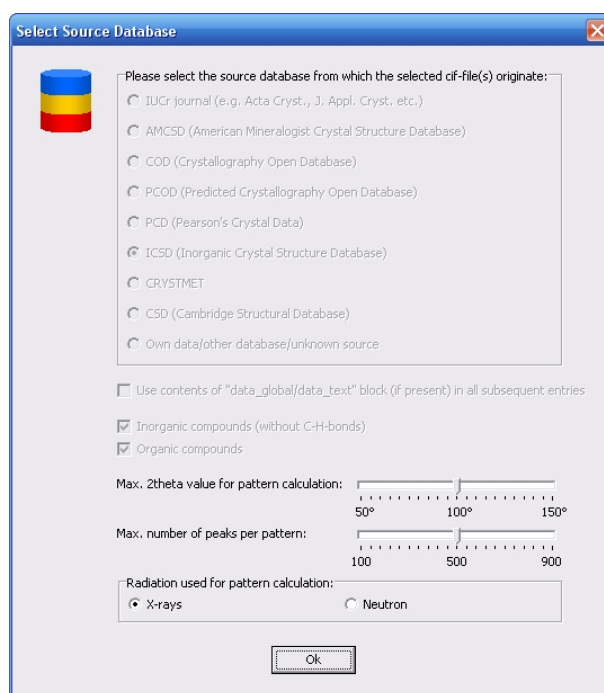 Select Source Database
Please select the source database from which the selected cif-file(s) originate:
IUCr journal (e.g. Acta Cryst., J. Appl. Cryst. etc.)
AMCSD (American Mineralogist Crystal Structure Database)
COD (Crystallography Open Database)
PCOD (Predicted Crystallography Open Database)
PCD (Pearson's Crystal Data)
ICSD (Inorganic Crystal Structure Database)
CRYSTMET
CSD (Cambridge Structural Database)
Own data/other database/unknown source
Use contents of "data_global/data_text" block (if present) in all subsequent entries
Inorganic compounds (without C-H-bonds)
Organic compounds
Max. 2theta value for pattern calculation:
50° 100° 150°
Max. number of peaks per pattern:
100 500 900
Radiation used for pattern calculation:
X-rays Neutron
Ok